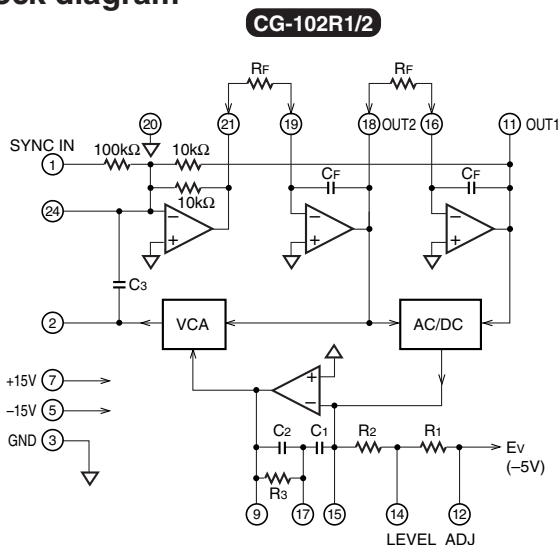 ock diagram
CG-102R1/2
RF RF
20 21 19 18 OUT2 16 11 OUT1
SYNC IN
1 100kΩ 10kΩ
10kΩ CF CF
24
− − −
+ + +
C3
2 VCA AC/DC
+15V 7
−15V 5
GND 3
+
−
C2 C1 R2 R1 EV
(−5V)
R3
9 17 15 14 12
LEVEL ADJ